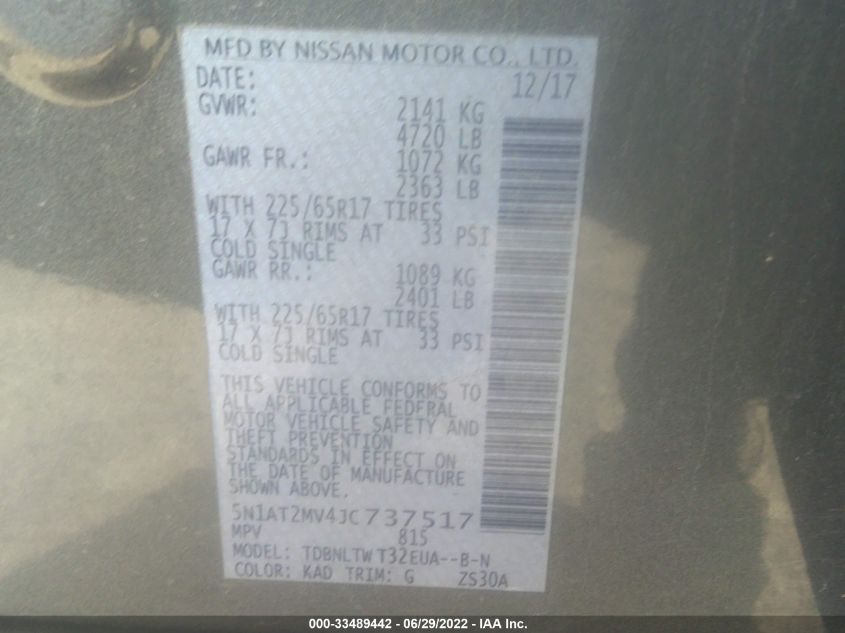 MFD BY NISSAN MOTOR CO., LTD.
DATE: 12/17
GVWR: 2141 KG
4720 LB
GAWR FR.: 1072 KG
2363 LB
WITH 225/65R17 TIRES
17 X 7J RIMS AT 33 PSI
COLD SINGLE
GAWR RR.: 1089 KG
2401 LB
WITH 225/65R17 TIRES
17 X 7J RIMS AT 33 PSI
COLD SINGLE
THIS VEHICLE CONFORMS TO
ALL APPLICABLE FEDERAL
MOTOR VEHICLE SAFETY AND
THEFT PREVENTION
STANDARDS IN EFFECT ON
THE DATE OF MANUFACTURE
SHOWN ABOVE.
5N1AT2MV4JC737517
MPV 815
MODEL: TDBNLTW T32EUA--B-N
COLOR: KAD TRIM: G ZS30A
000-33489442 - 06/29/2022 - IAA Inc.